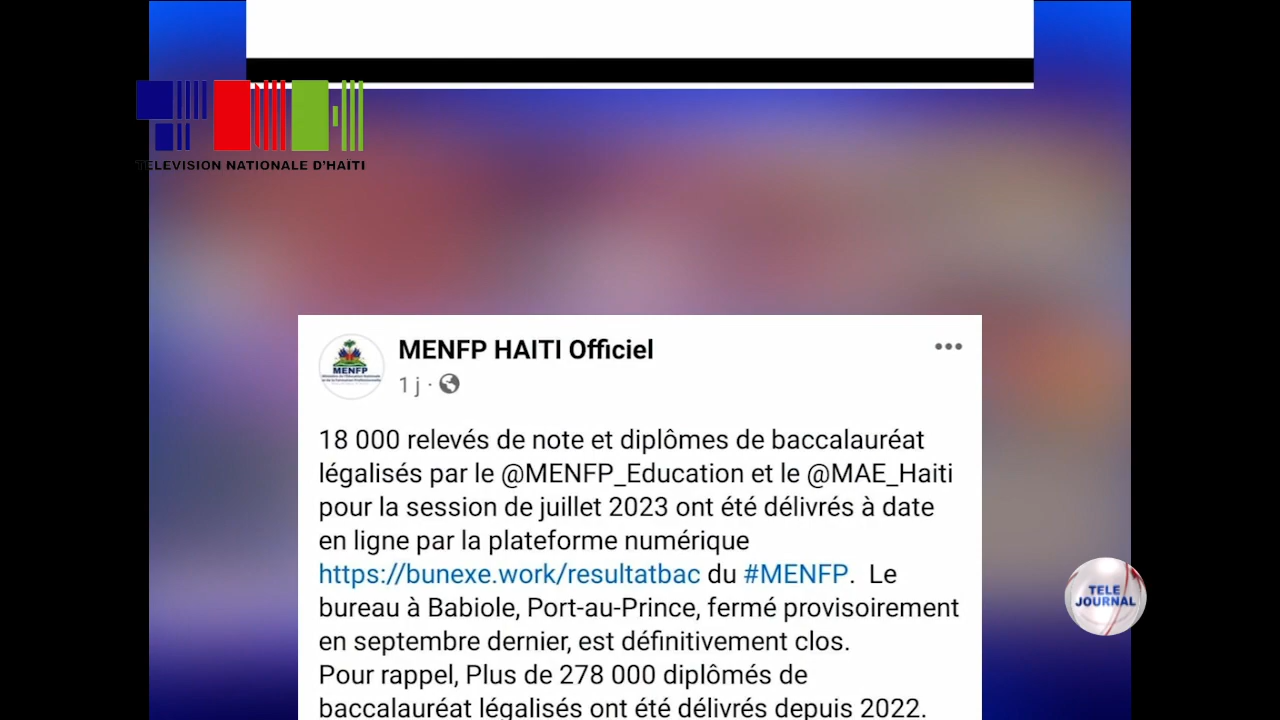 TELEVISION NATIONALE D'HAÏTI
MENFP HAITI Officiel
MENFP
1 j ·
18 000 relevés de note et diplômes de baccalauréat
légalisés par le @MENFP_Education et le @MAE_Haiti
pour la session de juillet 2023 ont été délivrés à date
en ligne par la plateforme numérique
https://bunexe.work/resultatbac du #MENFP.  Le
bureau à Babiole, Port-au-Prince, fermé provisoirement
en septembre dernier, est définitivement clos.
Pour rappel, Plus de 278 000 diplômés de
baccalauréat légalisés ont été délivrés depuis 2022.
TELE
JOURNAL